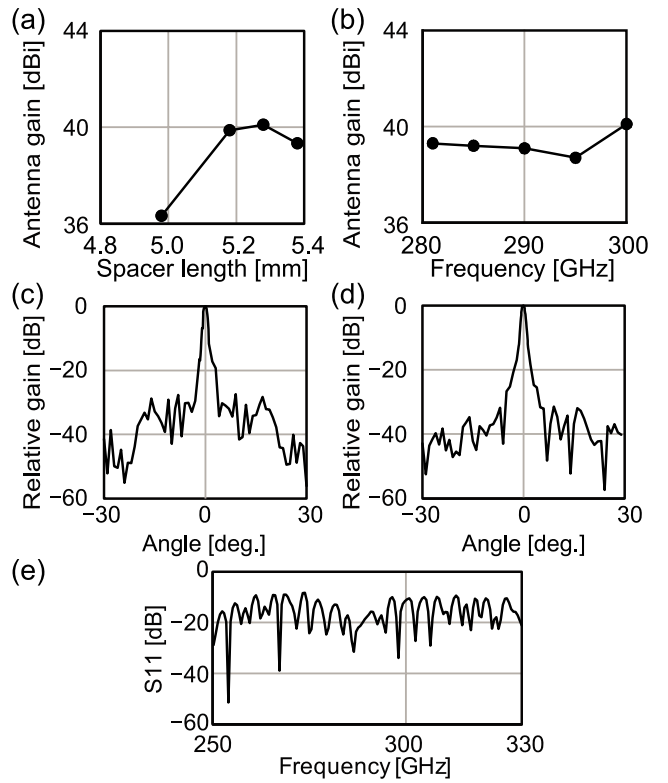 (a)
44
40
36
Antenna gain [dBi]
4.8 5.0 5.2 5.4
Spacer length [mm]
(b)
44
40
36
Antenna gain [dBi]
280 290 300
Frequency [GHz]
(c)
0
−20
−40
−60
Relative gain [dB]
−30 0 30
Angle [deg.]
(d)
0
−20
−40
−60
Relative gain [dB]
−30 0 30
Angle [deg.]
(e)
0
−20
−40
−60
S11 [dB]
250 300 330
Frequency [GHz]